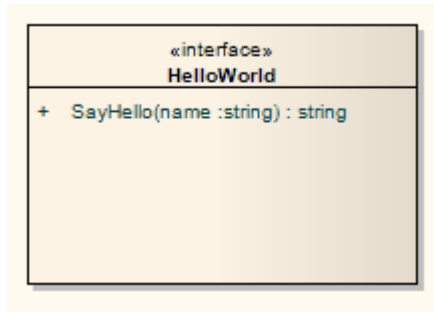 «interface»
HelloWorld
+ SayHello(name :string) : string